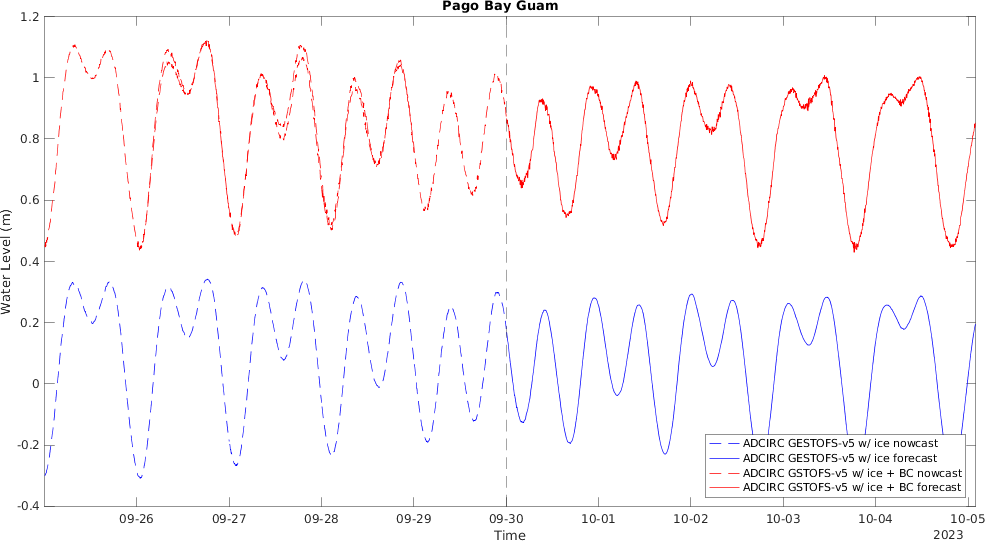 Pago Bay Guam
1.2
1
0.8
0.6
0.4
0.2
0
-0.2
-0.4
Water Level (m)
ADCIRC GESTOFS-v5 w/ ice nowcast
ADCIRC GESTOFS-v5 w/ ice forecast
ADCIRC GSTOFS-v5 w/ ice + BC nowcast
ADCIRC GSTOFS-v5 w/ ice + BC forecast
09-26 09-27 09-28 09-29 09-30 10-01 10-02 10-03 10-04 10-05
Time
2023